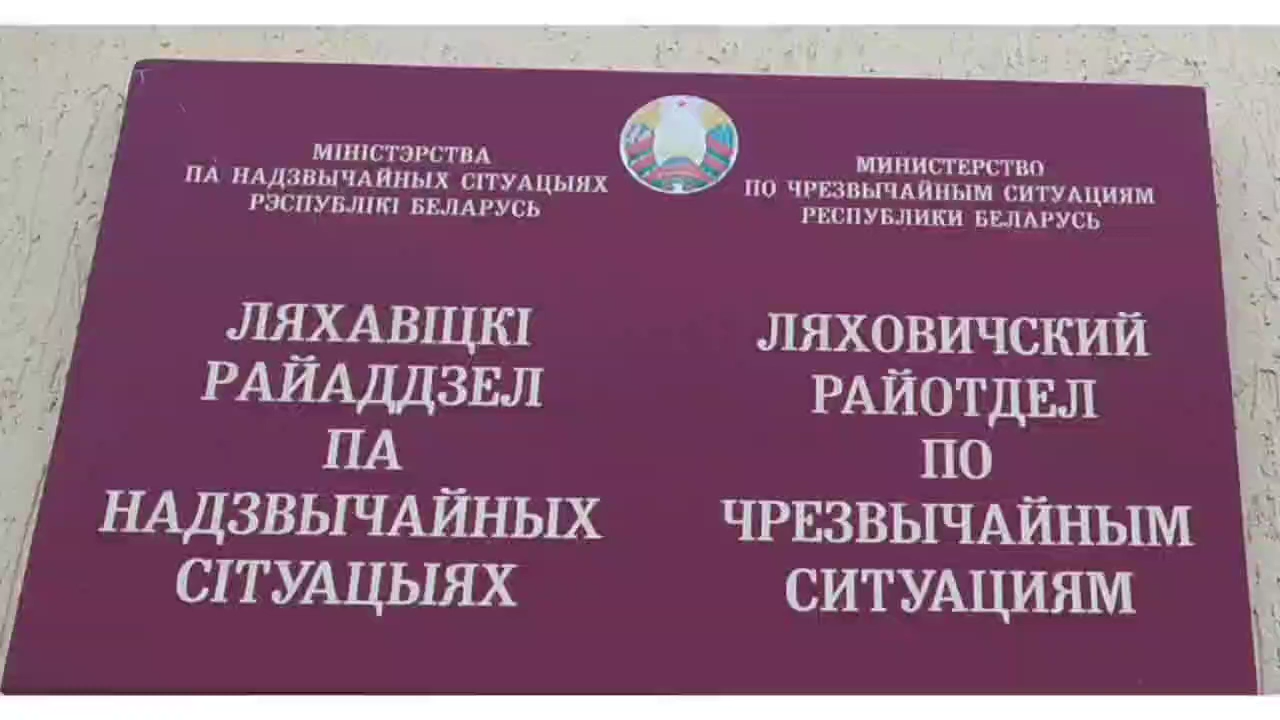 МІНІСТЭРСТВА
ПА НАДЗВЫЧАЙНЫХ СІТУАЦЫЯХ
РЭСПУБЛІКІ БЕЛАРУСЬ
ЛЯХАВІЦКІ
РАЙАДДЗЕЛ
ПА
НАДЗВЫЧАЙНЫХ
СІТУАЦЫЯХ
МИНИСТЕРСТВО
ПО ЧРЕЗВЫЧАЙНЫМ СИТУАЦИЯМ
РЕСПУБЛИКИ БЕЛАРУСЬ
ЛЯХОВИЧСКИЙ
РАЙОТДЕЛ
ПО
ЧРЕЗВЫЧАЙНЫМ
СИТУАЦИЯМ